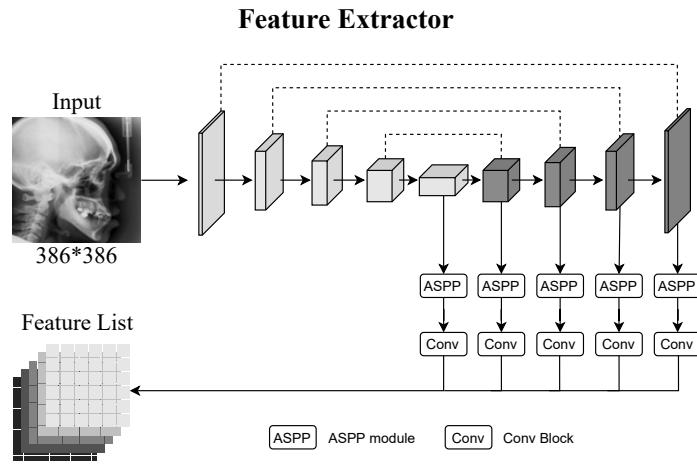 Feature Extractor
Input
386*386
ASPP ASPP ASPP ASPP ASPP
Conv Conv Conv Conv Conv
Feature List
ASPP ASPP module Conv Conv Block